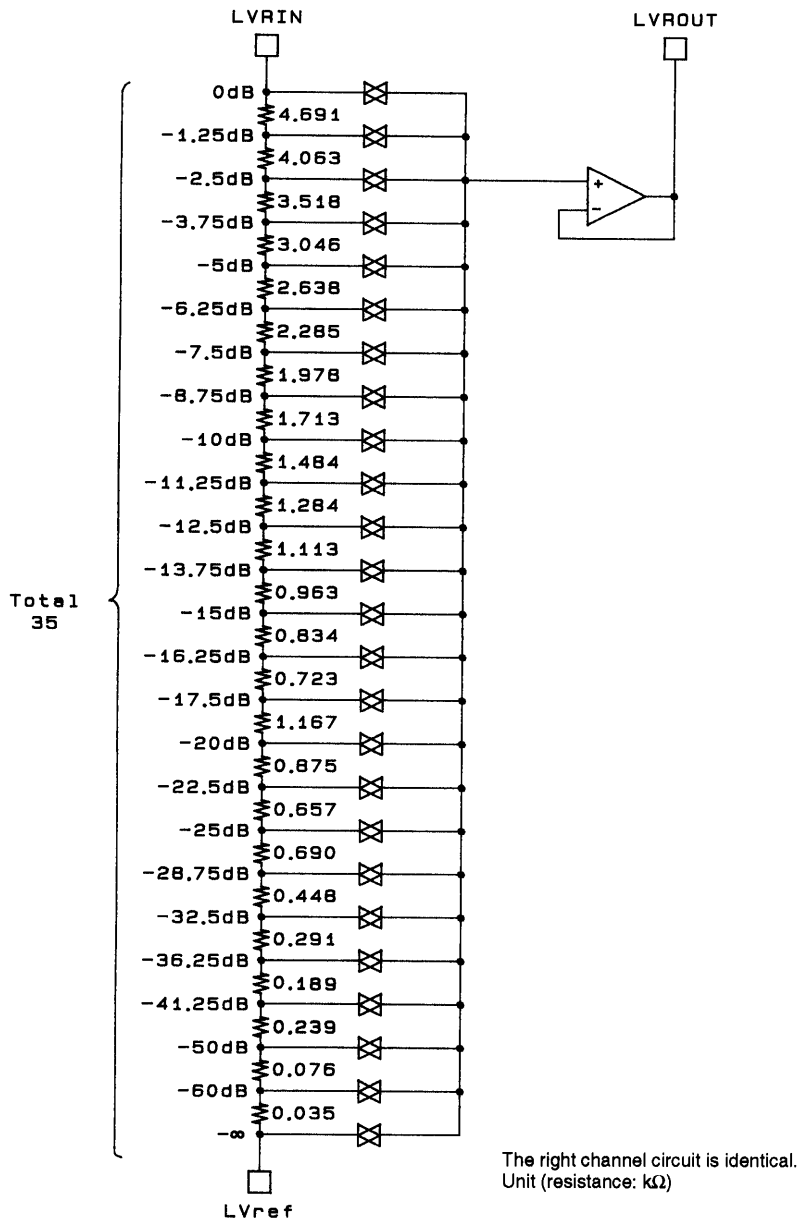 LVRIN
LVROUT
0dB
4.691
-1.25dB
4.063
-2.5dB
3.518
-3.75dB
3.046
-5dB
2.638
-6.25dB
2.285
-7.5dB
1.978
-8.75dB
1.713
-10dB
1.484
-11.25dB
1.284
-12.5dB
1.113
-13.75dB
0.963
Total
35
-15dB
0.834
-16.25dB
0.723
-17.5dB
1.167
-20dB
0.875
-22.5dB
0.657
-25dB
0.690
-28.75dB
0.448
-32.5dB
0.291
-36.25dB
0.189
-41.25dB
0.239
-50dB
0.076
-60dB
0.035
-∞
LVref
+
-
The right channel circuit is identical.
Unit (resistance: kΩ)